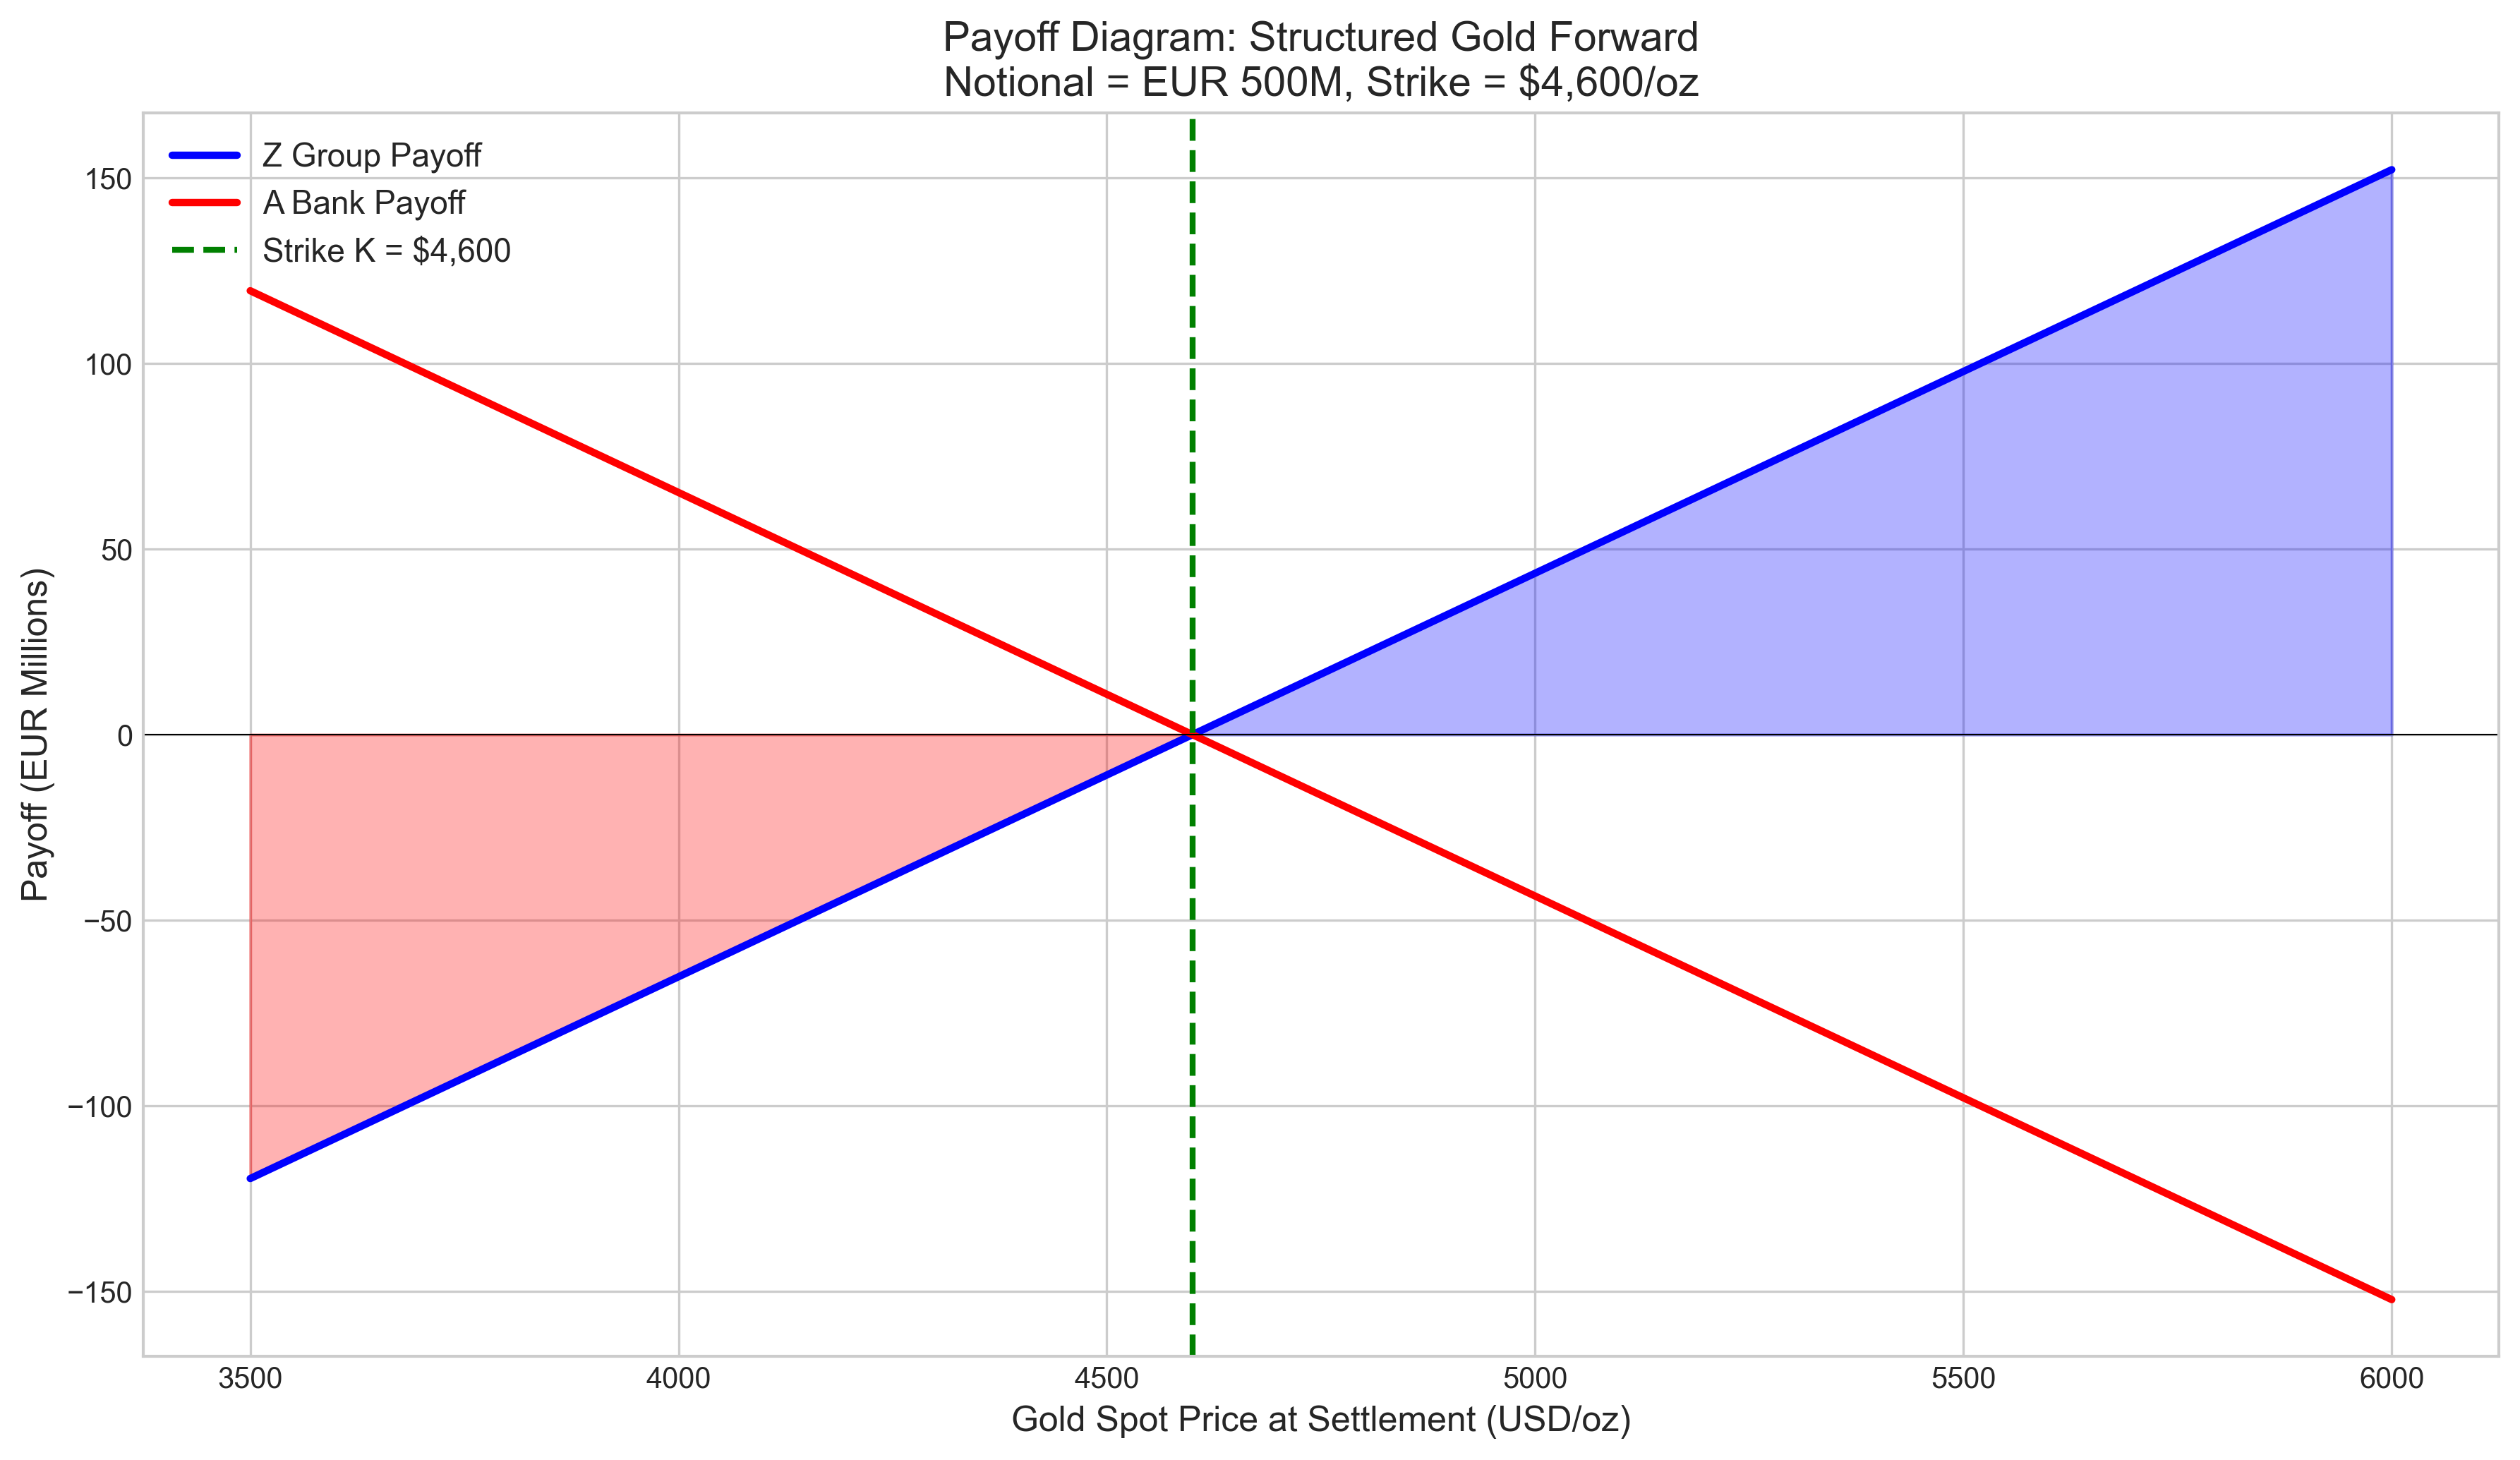 Payoff Diagram: Structured Gold Forward
Notional = EUR 500M, Strike = $4,600/oz
Z Group Payoff
A Bank Payoff
Strike K = $4,600
150
100
50
0
−50
−100
−150
Payoff (EUR Millions)
3500 4000 4500 5000 5500 6000
Gold Spot Price at Settlement (USD/oz)